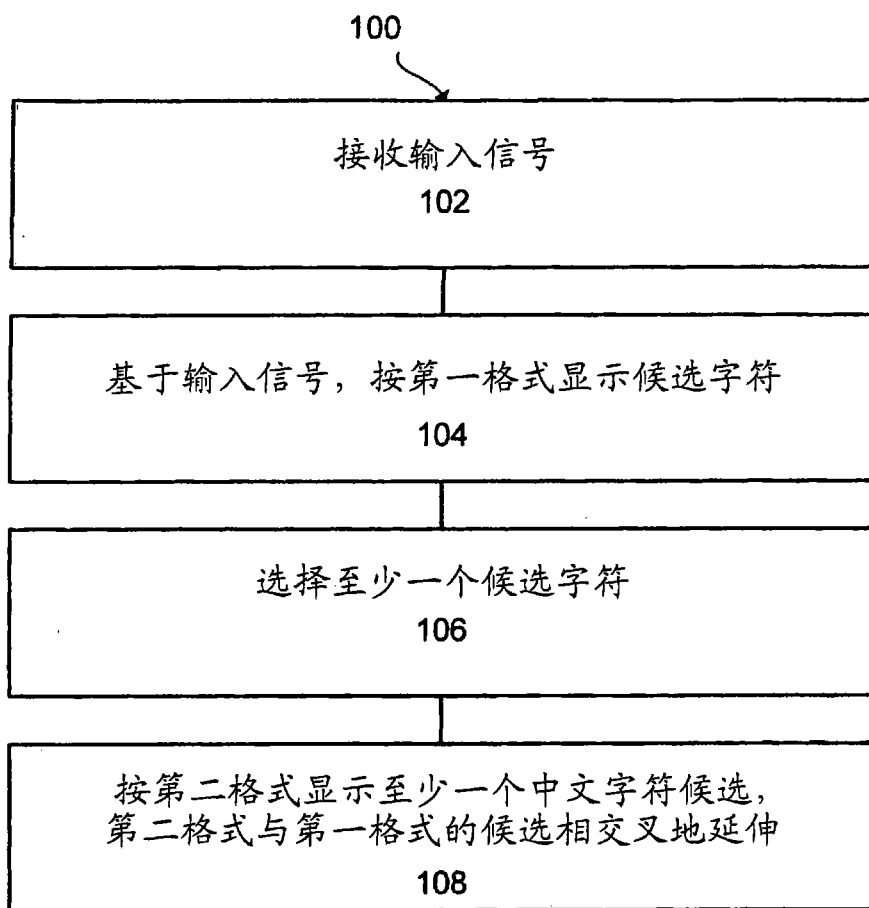 100
接收输入信号
102
基于输入信号，按第一格式显示候选字符
104
选择至少一个候选字符
106
按第二格式显示至少一个中文字符候选，
第二格式与第一格式的候选相交叉地延伸
108